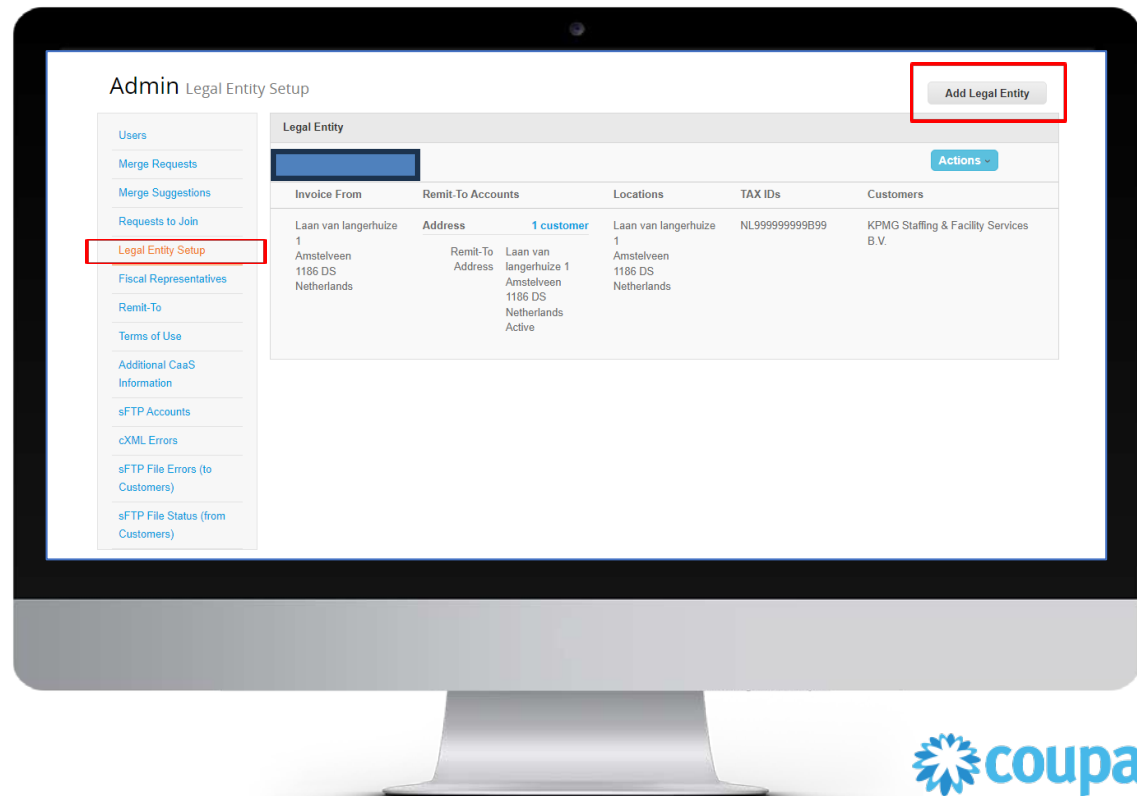 Admin Legal Entity Setup
Add Legal Entity
Users
Merge Requests
Merge Suggestions
Requests to Join
Legal Entity Setup
Fiscal Representatives
Remit-To
Terms of Use
Additional CaaS
Information
sFTP Accounts
cXML Errors
sFTP File Errors (to
Customers)
sFTP File Status (from
Customers)
Legal Entity
Actions
Invoice From
Remit-To Accounts
Locations
TAX IDs
Customers
Laan van langerhuize
1
Amstelveen
1186 DS
Netherlands
Address 1 customer
Remit-To
Address
Laan van
langerhuize 1
Amstelveen
1186 DS
Netherlands
Active
Laan van langerhuize
1
Amstelveen
1186 DS
Netherlands
NL999999999B99
KPMG Staffing & Facility Services
B.V.
coupa